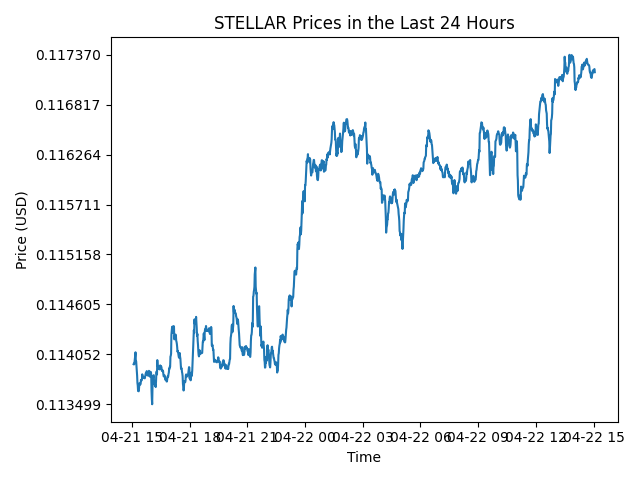 STELLAR Prices in the Last 24 Hours
Price (USD)
0.117370
0.116817
0.116264
0.115711
0.115158
0.114605
0.114052
0.113499
04-21 15 04-21 18 04-21 21 04-22 00 04-22 03 04-22 06 04-22 09 04-22 12 04-22 15
Time